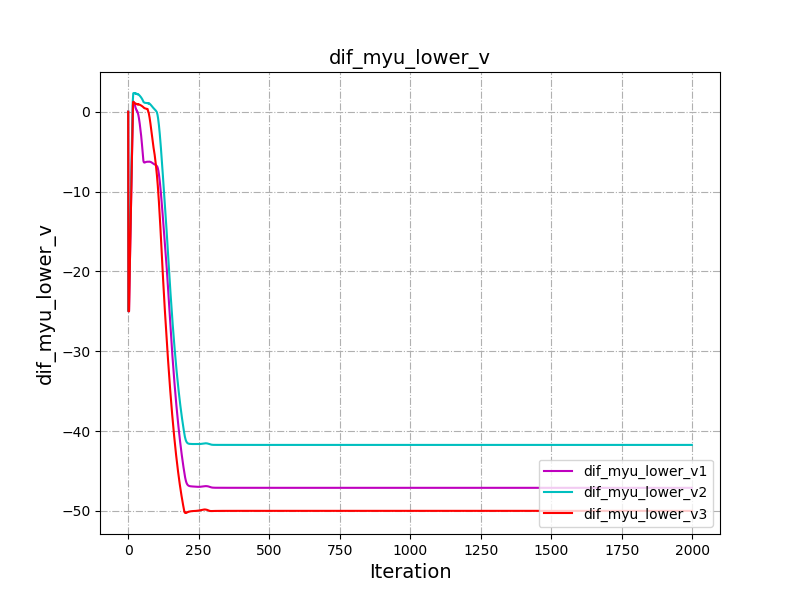 dif_myu_lower_v
dif_myu_lower_v
0
−10
−20
−30
−40
−50
0 250 500 750 1000 1250 1500 1750 2000
Iteration
dif_myu_lower_v1
dif_myu_lower_v2
dif_myu_lower_v3